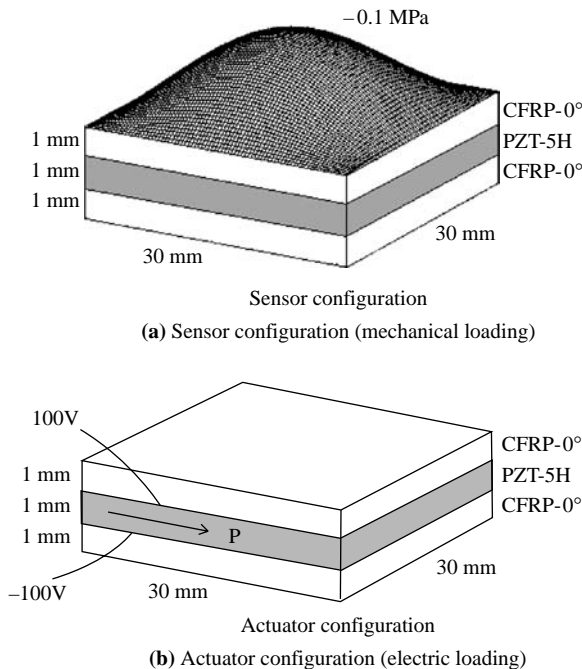 –0.1 MPa
CFRP-0°
PZT-5H
CFRP-0°
1 mm
1 mm
1 mm
30 mm
30 mm
Sensor configuration
(a) Sensor configuration (mechanical loading)
100V
CFRP-0°
PZT-5H
CFRP-0°
1 mm
1 mm
1 mm
P
–100V
30 mm
30 mm
Actuator configuration
(b) Actuator configuration (electric loading)